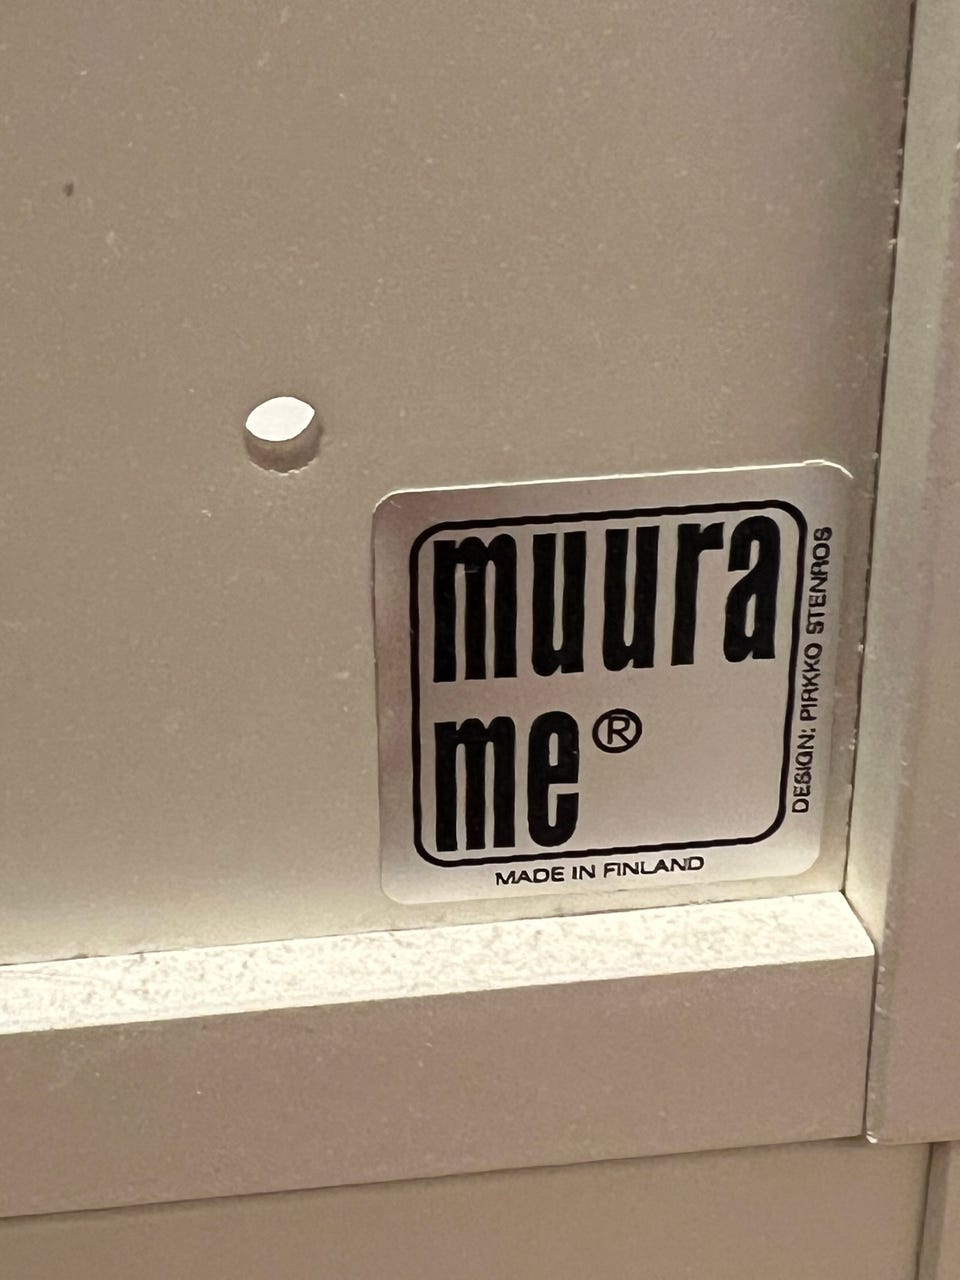 muura
me®
DESIGN: PIRKKO STENROS
MADE IN FINLAND